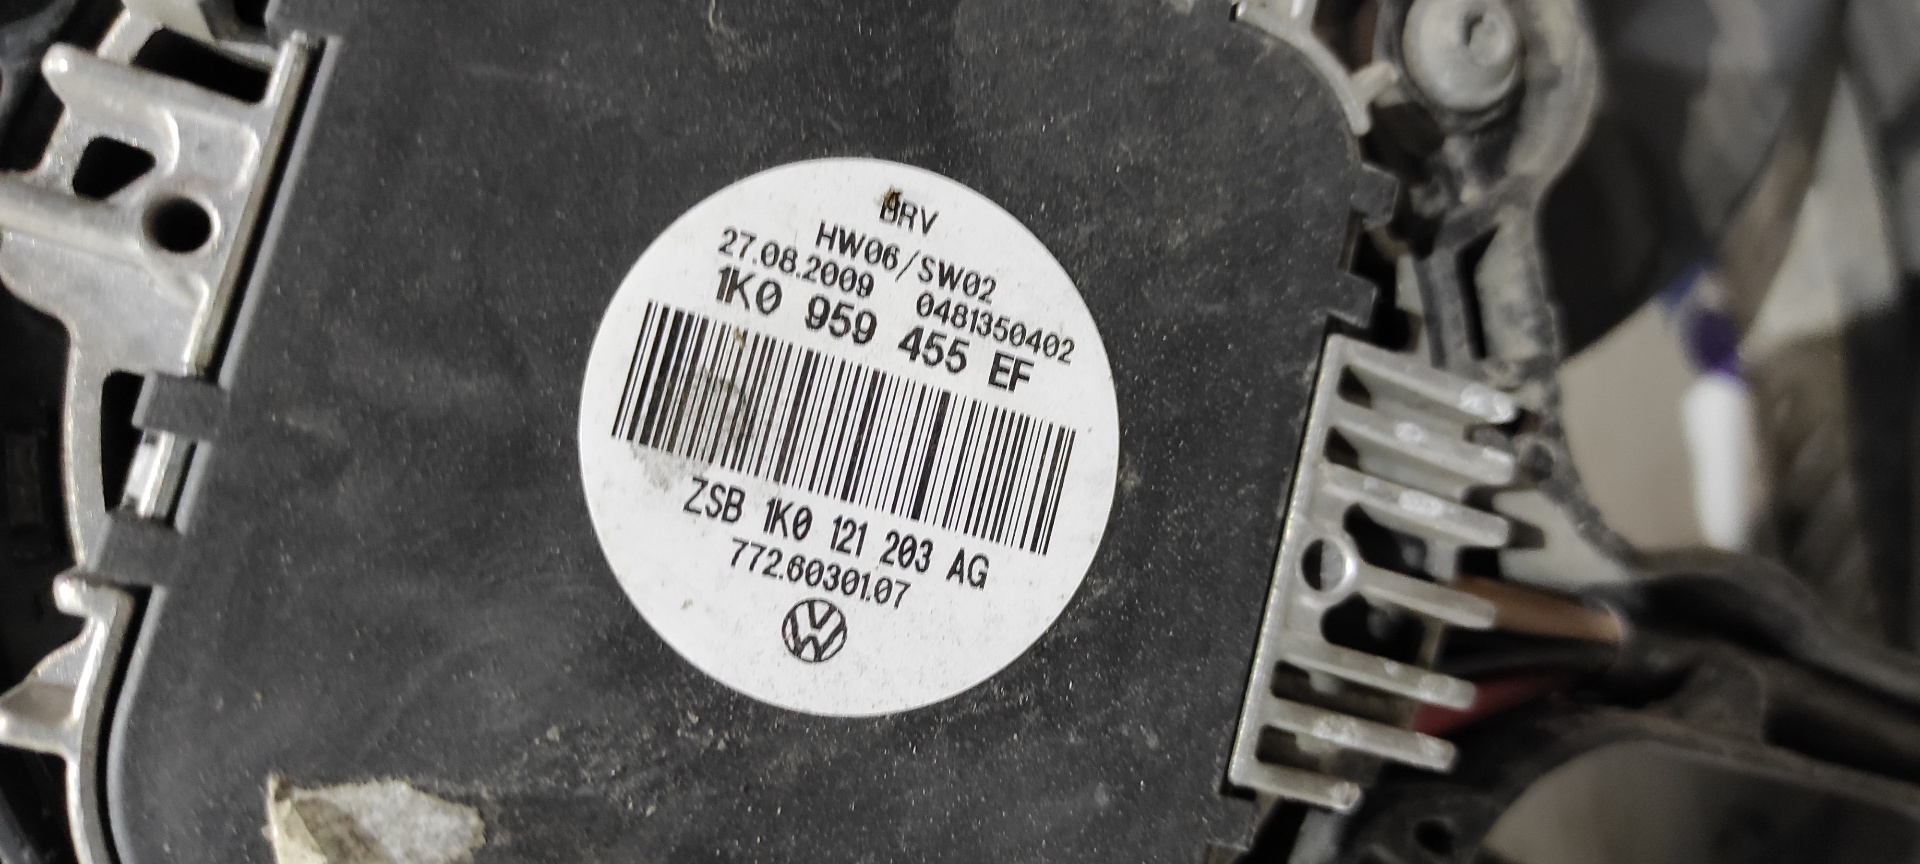 BRV
HW06/SW02
27.08.2009 0481350402
1K0 959 455 EF
ZSB 1K0 121 203 AG
772.60301.07